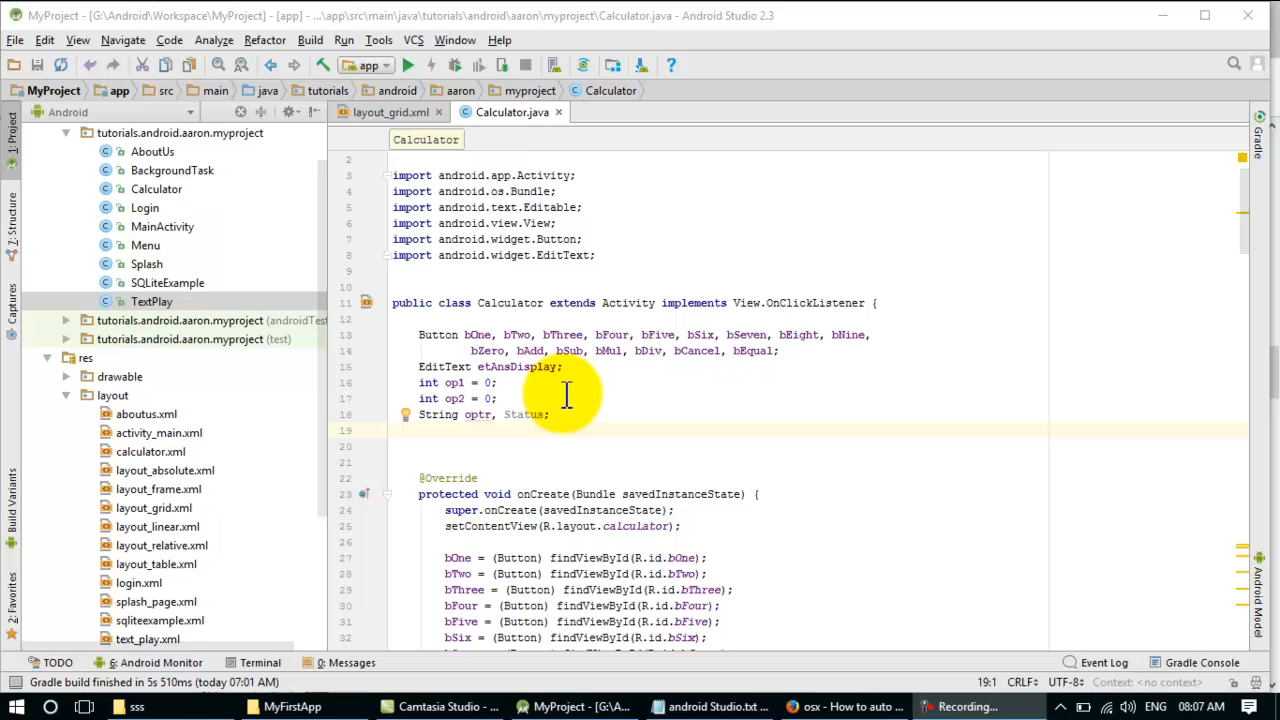 MyProject - [G:\Android\Workspace\MyProject] - [app] - ...\app\src\main\java\tutorials\android\aaron\myproject\Calculator.java - Android Studio 2.3
File Edit View Navigate Code Analyze Refactor Build Run Tools VCS Window Help
app
MyProject app src main java tutorials android aaron myproject Calculator
Android
layout_grid.xml Calculator.java
1: Project
Z: Structure
Captures
Build Variants
2: Favorites
tutorials.android.aaron.myproject
AboutUs
BackgroundTask
Calculator
Login
MainActivity
Menu
Splash
SQLiteExample
TextPlay
tutorials.android.aaron.myproject (androidTest
tutorials.android.aaron.myproject (test)
res
drawable
layout
aboutus.xml
activity_main.xml
calculator.xml
layout_absolute.xml
layout_frame.xml
layout_grid.xml
layout_linear.xml
layout_relative.xml
layout_table.xml
login.xml
splash_page.xml
sqliteexample.xml
text_play.xml
Calculator
2
3 import android.app.Activity;
4 import android.os.Bundle;
5 import android.text.Editable;
6 import android.view.View;
7 import android.widget.Button;
8 import android.widget.EditText;
9
10
11 public class Calculator extends Activity implements View.OnClickListener {
12
13 Button bOne, bTwo, bThree, bFour, bFive, bSix, bSeven, bEight, bNine,
14 bZero, bAdd, bSub, bMul, bDiv, bCancel, bEqual;
15 EditText etAnsDisplay;
16 int op1 = 0;
17 int op2 = 0;
18 String optr, Status;
19
20
21
22 @Override
23 protected void onCreate(Bundle savedInstanceState) {
24 super.onCreate(savedInstanceState);
25 setContentView(R.layout.calculator);
26
27 bOne = (Button) findViewById(R.id.bOne);
28 bTwo = (Button) findViewById(R.id.bTwo);
29 bThree = (Button) findViewById(R.id.bThree);
30 bFour = (Button) findViewById(R.id.bFour);
31 bFive = (Button) findViewById(R.id.bFive);
32 bSix = (Button) findViewById(R.id.bSix);
Gradle
Android Model
TODO 6: Android Monitor Terminal 0: Messages Event Log Gradle Console
Gradle build finished in 5s 510ms (today 07:01 AM) 19:1 CRLF UTF-8 Context: <no context>
sss MyFirstApp Camtasia Studio - ... MyProject - [G:\A... android Studio.txt ... osx - How to auto ... Recording... ENG 08:07 AM